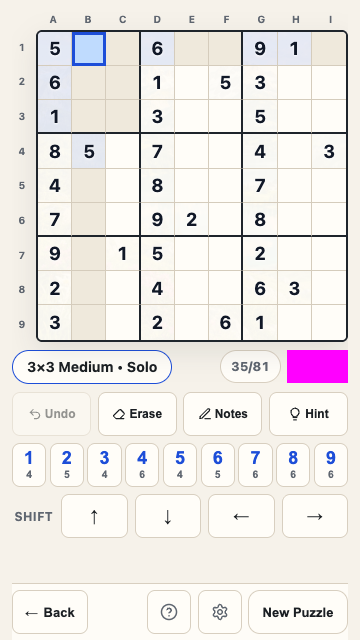 A B C D E F G H I
1 5 6 9 1
2 6 1 5 3
3 1 3 5
4 8 5 7 4 3
5 4 8 7
6 7 9 2 8
7 9 1 5 2
8 2 4 6 3
9 3 2 6 1
3×3 Medium • Solo 35/81
Undo Erase Notes Hint
1 2 3 4 5 6 7 8 9
4 5 4 6 4 5 6 6 6
SHIFT ↑ ↓ ← →
← Back ? New Puzzle